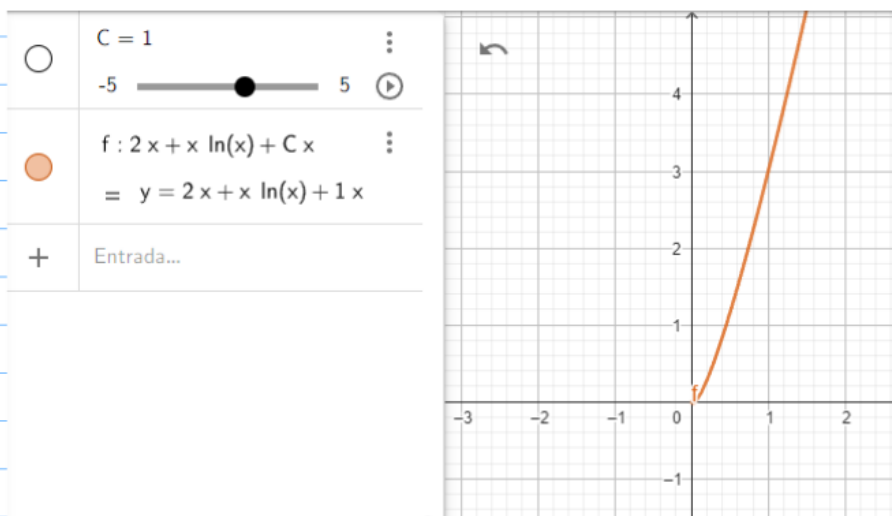 C = 1
-5 5
f : 2 x + x ln(x) + C x
= y = 2 x + x ln(x) + 1 x
+ Entrada...
4
3
2
1
f
-3 -2 -1 0 1 2
-1